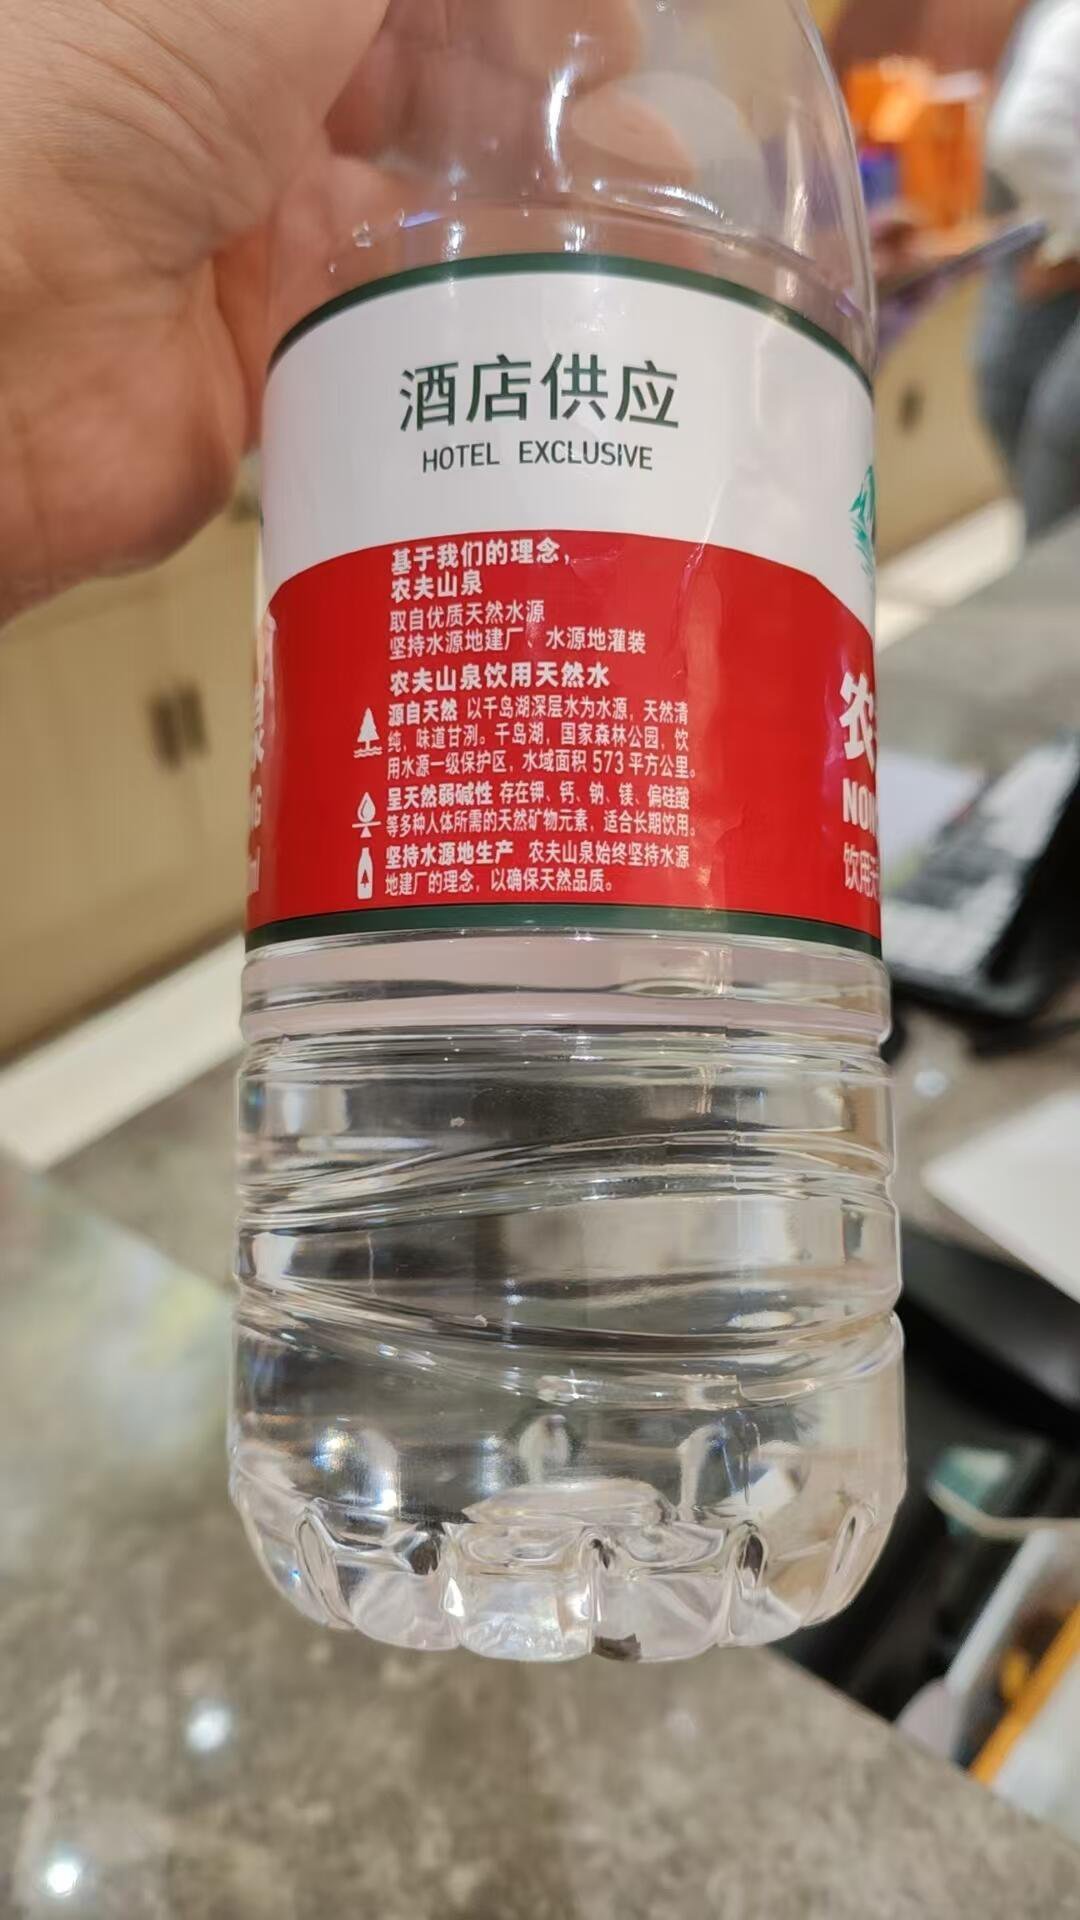 酒店供应
HOTEL EXCLUSIVE
基于我们的理念，
农夫山泉
取自优质天然水源
坚持水源地建厂、水源地灌装
农夫山泉饮用天然水
源自天然 以千岛湖深层水为水源，天然清
纯，味道甘洌。千岛湖，国家森林公园，饮
用水源一级保护区，水域面积 573 平方公里。
呈天然弱碱性 存在钾、钙、钠、镁、偏硅酸
等多种人体所需的天然矿物元素，适合长期饮用。
坚持水源地生产 农夫山泉始终坚持水源
地建厂的理念，以确保天然品质。
农
NON
饮用天